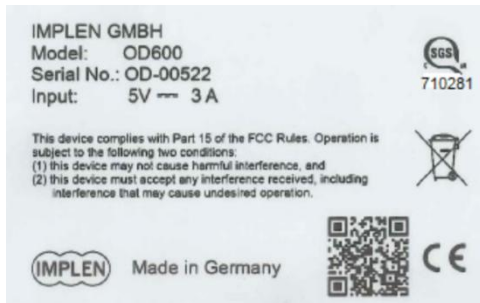 IMPLEN GMBH
Model: OD600
Serial No.: OD-00522
Input: 5V ⎓ 3 A
SGS
710281
This device complies with Part 15 of the FCC Rules. Operation is
subject to the following two conditions:
(1) this device may not cause harmful interference, and
(2) this device must accept any interference received, including
interference that may cause undesired operation.
IMPLEN
Made in Germany
CE